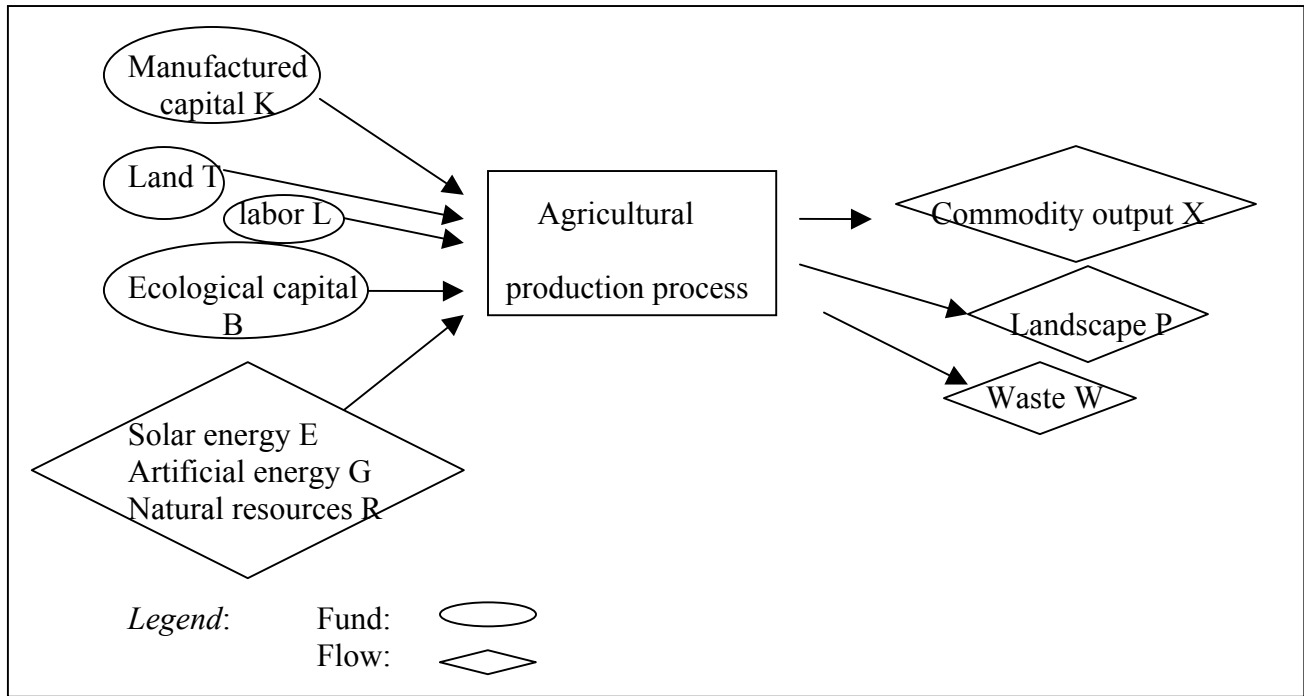 Manufactured
capital K
Land T
labor L
Ecological capital
B
Solar energy E
Artificial energy G
Natural resources R
Agricultural
production process
Commodity output X
Landscape P
Waste W
Legend: Fund:
Flow: